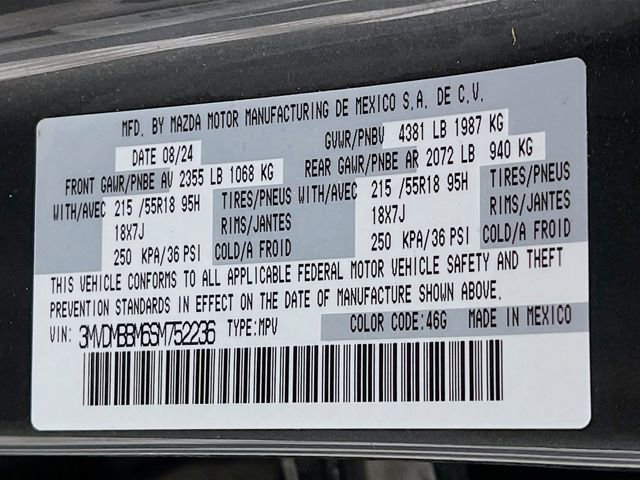 MFD. BY MAZDA MOTOR MANUFACTURING DE MEXICO S.A. DE C.V.
DATE 08/24 GVWR/PNBV 4381 LB 1987 KG
FRONT GAWR/PNBE AV 2355 LB 1068 KG REAR GAWR/PNBE AR 2072 LB 940 KG
WITH/AVEC 215 /55R18 95H TIRES/PNEUS WITH/AVEC 215 /55R18 95H TIRES/PNEUS
18X7J RIMS/JANTES 18X7J RIMS/JANTES
250 KPA/36 PSI COLD/A FROID 250 KPA/36 PSI COLD/A FROID
THIS VEHICLE CONFORMS TO ALL APPLICABLE FEDERAL MOTOR VEHICLE SAFETY AND THEFT
PREVENTION STANDARDS IN EFFECT ON THE DATE OF MANUFACTURE SHOWN ABOVE.
VIN: 3MVDMBBM6SM752236 TYPE:MPV COLOR CODE:46G MADE IN MEXICO